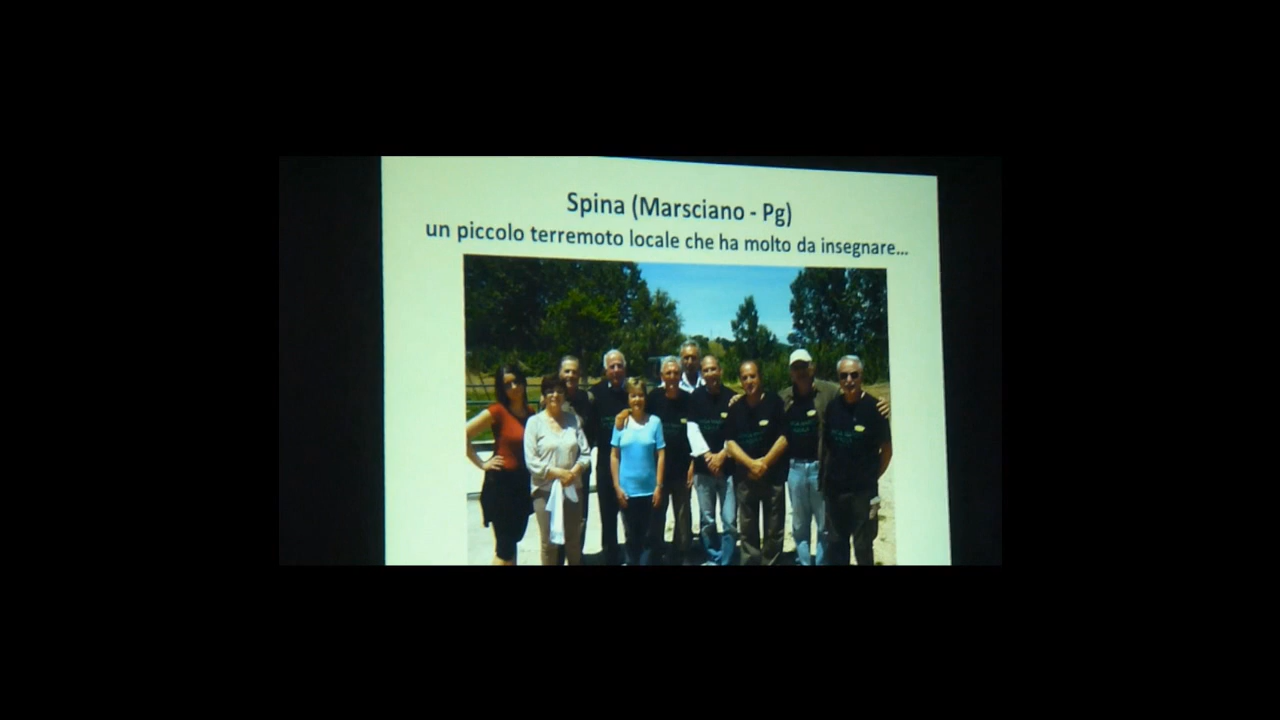 Spina (Marsciano - Pg)
un piccolo terremoto locale che ha molto da insegnare...